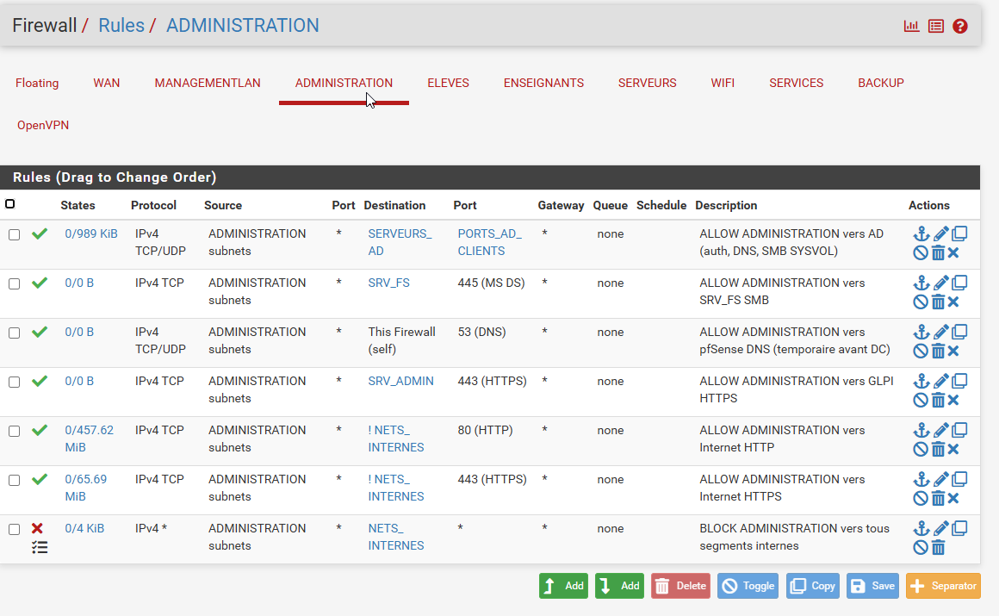 Firewall / Rules / ADMINISTRATION
Floating WAN MANAGEMENTLAN ADMINISTRATION ELEVES ENSEIGNANTS SERVEURS WIFI SERVICES BACKUP
OpenVPN
Rules (Drag to Change Order)
States Protocol Source Port Destination Port Gateway Queue Schedule Description Actions
0/989 KiB IPv4 ADMINISTRATION * SERVEURS_ PORTS_AD_ * none ALLOW ADMINISTRATION vers AD
TCP/UDP subnets AD CLIENTS (auth, DNS, SMB SYSVOL)
0/0 B IPv4 TCP ADMINISTRATION * SRV_FS 445 (MS DS) * none ALLOW ADMINISTRATION vers
subnets SRV_FS SMB
0/0 B IPv4 ADMINISTRATION * This Firewall 53 (DNS) * none ALLOW ADMINISTRATION vers
TCP/UDP subnets (self) pfSense DNS (temporaire avant DC)
0/0 B IPv4 TCP ADMINISTRATION * SRV_ADMIN 443 (HTTPS) * none ALLOW ADMINISTRATION vers GLPI
subnets HTTPS
0/457.62 IPv4 TCP ADMINISTRATION * ! NETS_ 80 (HTTP) * none ALLOW ADMINISTRATION vers
MiB subnets INTERNES Internet HTTP
0/65.69 IPv4 TCP ADMINISTRATION * ! NETS_ 443 (HTTPS) * none ALLOW ADMINISTRATION vers
MiB subnets INTERNES Internet HTTPS
0/4 KiB IPv4 * ADMINISTRATION * NETS_ * * none BLOCK ADMINISTRATION vers tous
subnets INTERNES segments internes
Add Add Delete Toggle Copy Save Separator